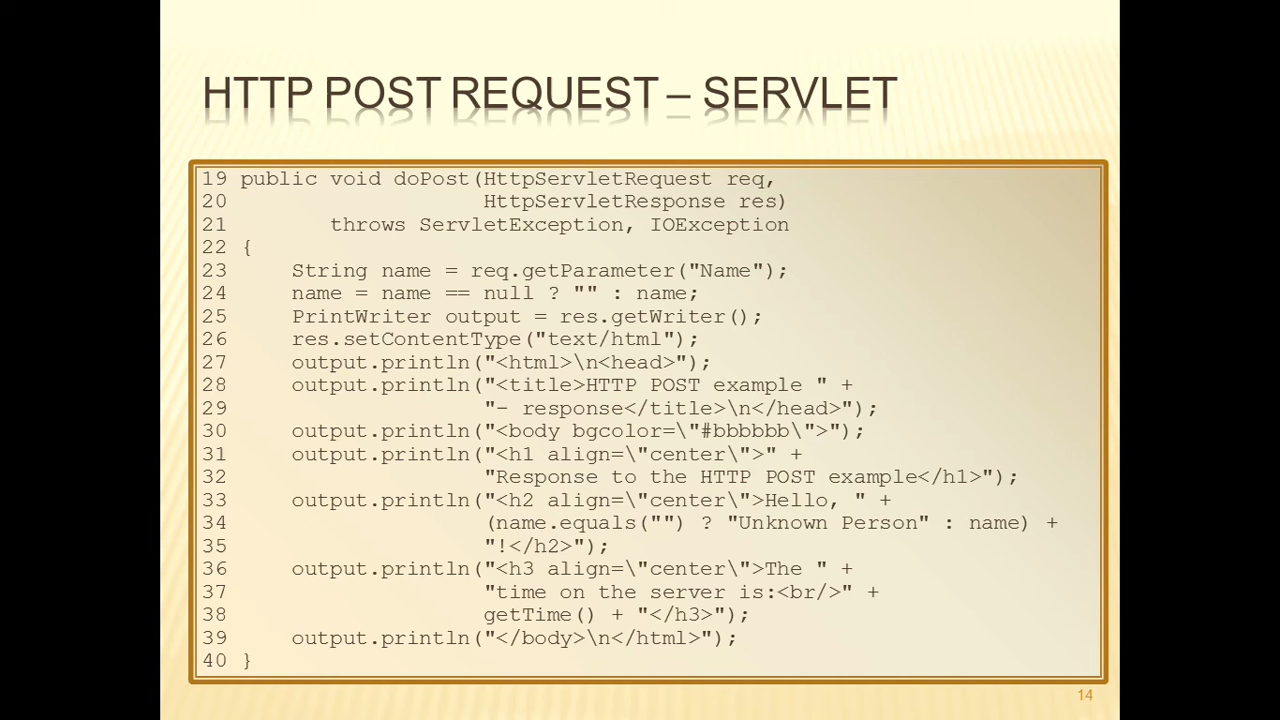 HTTP POST REQUEST – SERVLET
19 public void doPost(HttpServletRequest req,
20                    HttpServletResponse res)
21        throws ServletException, IOException
22 {
23     String name = req.getParameter("Name");
24     name = name == null ? "" : name;
25     PrintWriter output = res.getWriter();
26     res.setContentType("text/html");
27     output.println("<html>\n<head>");
28     output.println("<title>HTTP POST example " +
29                    "- response</title>\n</head>");
30     output.println("<body bgcolor=\"#bbbbbb\">");
31     output.println("<h1 align=\"center\">" +
32                    "Response to the HTTP POST example</h1>");
33     output.println("<h2 align=\"center\">Hello, " +
34                    (name.equals("") ? "Unknown Person" : name) +
35                    "!</h2>");
36     output.println("<h3 align=\"center\">The " +
37                    "time on the server is:<br/>" +
38                    getTime() + "</h3>");
39     output.println("</body>\n</html>");
40 }
14